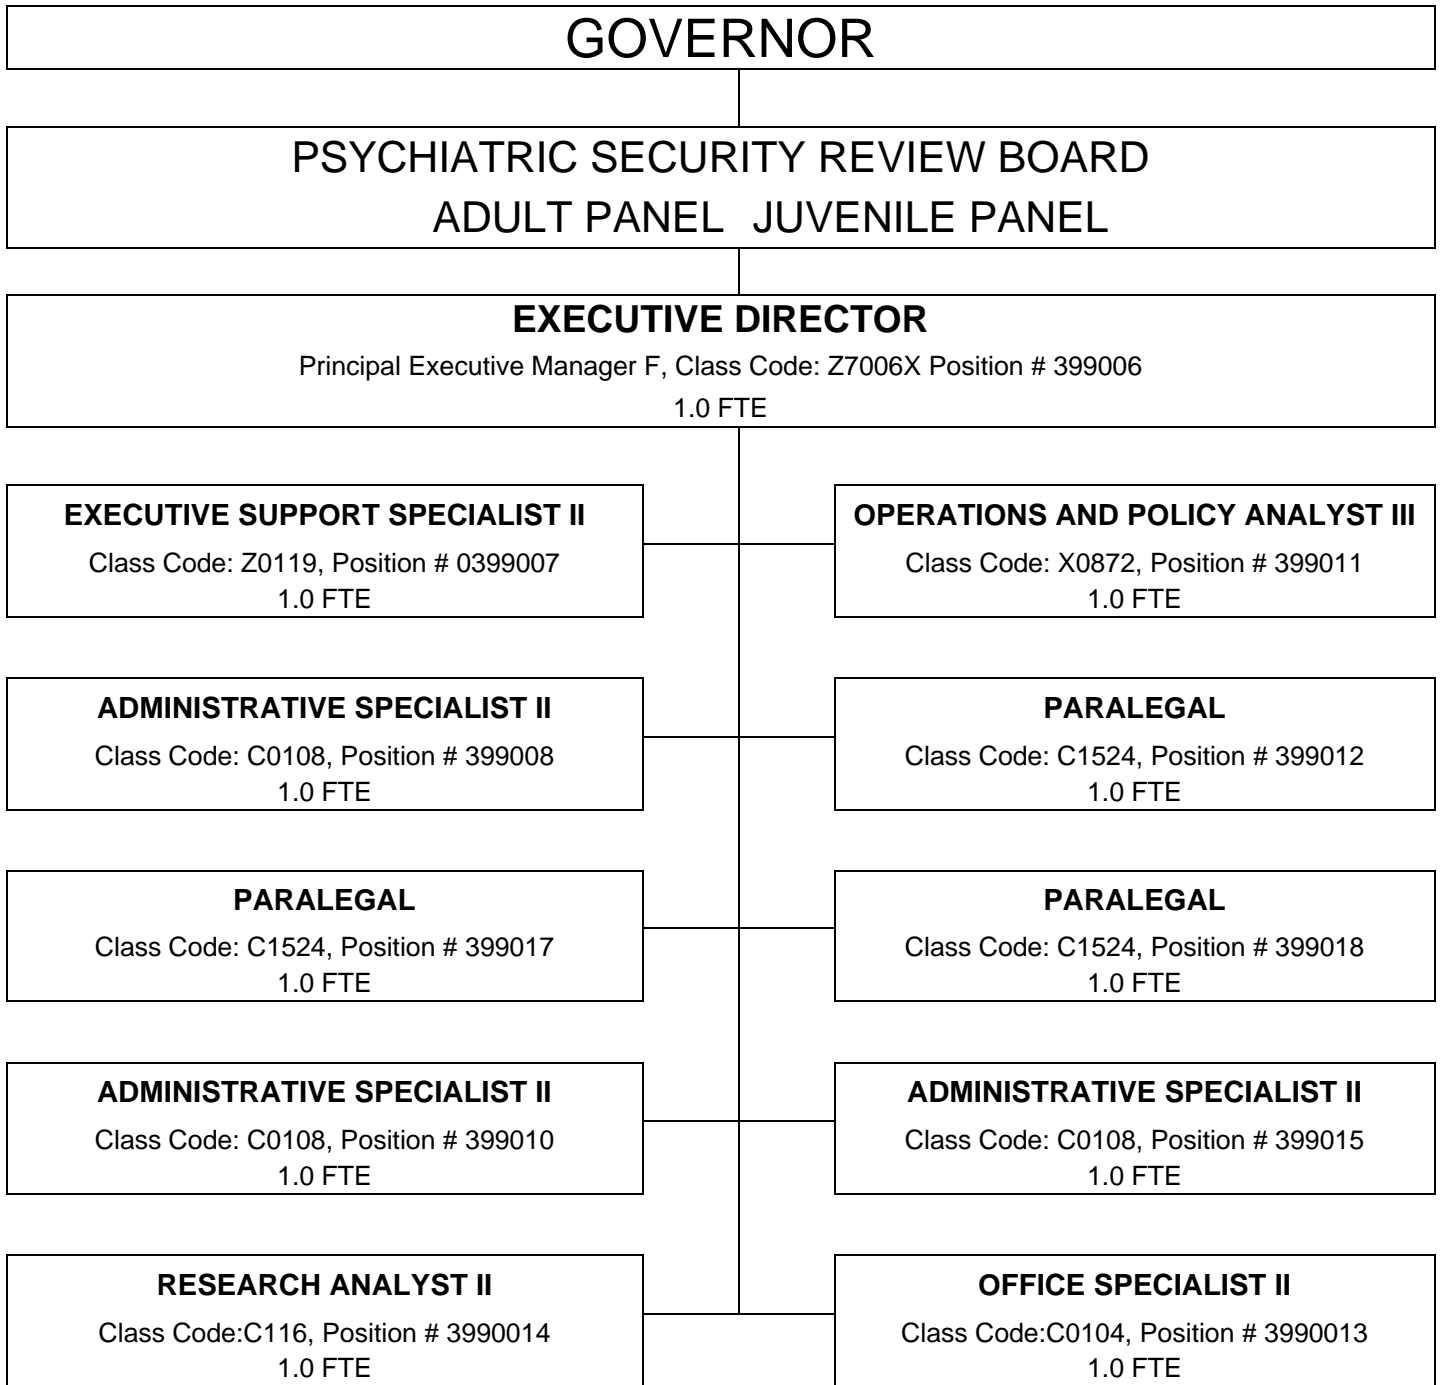 GOVERNOR
PSYCHIATRIC SECURITY REVIEW BOARD
ADULT PANEL JUVENILE PANEL
EXECUTIVE DIRECTOR
Principal Executive Manager F, Class Code: Z7006X Position # 399006
1.0 FTE
EXECUTIVE SUPPORT SPECIALIST II
Class Code: Z0119, Position # 0399007
1.0 FTE
OPERATIONS AND POLICY ANALYST III
Class Code: X0872, Position # 399011
1.0 FTE
ADMINISTRATIVE SPECIALIST II
Class Code: C0108, Position # 399008
1.0 FTE
PARALEGAL
Class Code: C1524, Position # 399012
1.0 FTE
PARALEGAL
Class Code: C1524, Position # 399017
1.0 FTE
PARALEGAL
Class Code: C1524, Position # 399018
1.0 FTE
ADMINISTRATIVE SPECIALIST II
Class Code: C0108, Position # 399010
1.0 FTE
ADMINISTRATIVE SPECIALIST II
Class Code: C0108, Position # 399015
1.0 FTE
RESEARCH ANALYST II
Class Code:C116, Position # 3990014
1.0 FTE
OFFICE SPECIALIST II
Class Code:C0104, Position # 3990013
1.0 FTE